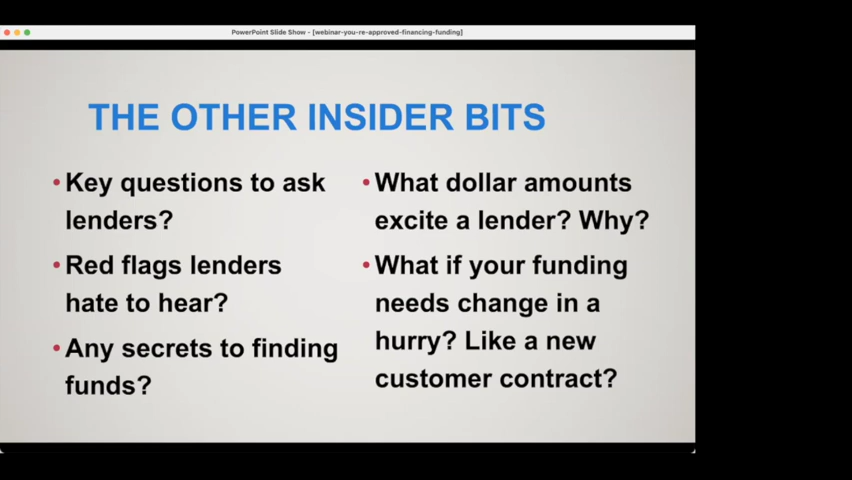 PowerPoint Slide Show - [webinar-you-re-approved-financing-funding]
THE OTHER INSIDER BITS
•Key questions to ask
lenders?
•Red flags lenders
hate to hear?
•Any secrets to finding
funds?
•What dollar amounts
excite a lender? Why?
•What if your funding
needs change in a
hurry? Like a new
customer contract?